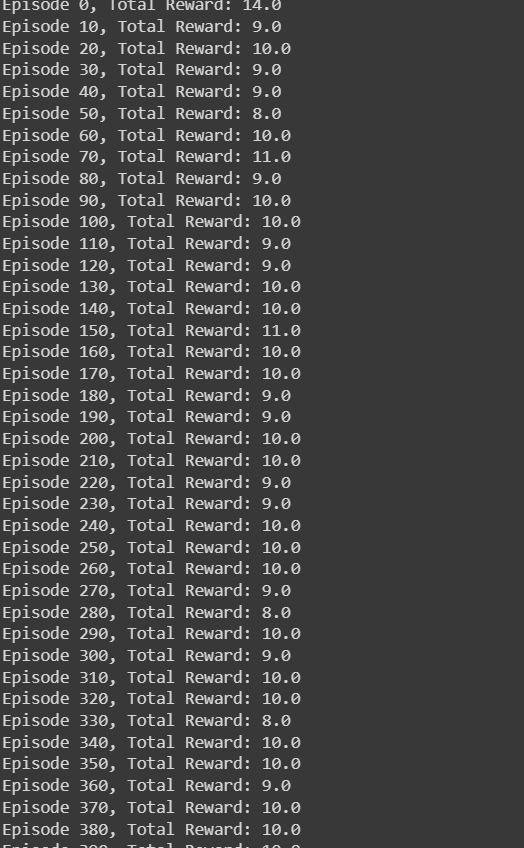 Episode 0, Total Reward: 14.0
Episode 10, Total Reward: 9.0
Episode 20, Total Reward: 10.0
Episode 30, Total Reward: 9.0
Episode 40, Total Reward: 9.0
Episode 50, Total Reward: 8.0
Episode 60, Total Reward: 10.0
Episode 70, Total Reward: 11.0
Episode 80, Total Reward: 9.0
Episode 90, Total Reward: 10.0
Episode 100, Total Reward: 10.0
Episode 110, Total Reward: 9.0
Episode 120, Total Reward: 9.0
Episode 130, Total Reward: 10.0
Episode 140, Total Reward: 10.0
Episode 150, Total Reward: 11.0
Episode 160, Total Reward: 10.0
Episode 170, Total Reward: 10.0
Episode 180, Total Reward: 9.0
Episode 190, Total Reward: 9.0
Episode 200, Total Reward: 10.0
Episode 210, Total Reward: 10.0
Episode 220, Total Reward: 9.0
Episode 230, Total Reward: 9.0
Episode 240, Total Reward: 10.0
Episode 250, Total Reward: 10.0
Episode 260, Total Reward: 10.0
Episode 270, Total Reward: 9.0
Episode 280, Total Reward: 8.0
Episode 290, Total Reward: 10.0
Episode 300, Total Reward: 9.0
Episode 310, Total Reward: 10.0
Episode 320, Total Reward: 10.0
Episode 330, Total Reward: 8.0
Episode 340, Total Reward: 10.0
Episode 350, Total Reward: 10.0
Episode 360, Total Reward: 9.0
Episode 370, Total Reward: 10.0
Episode 380, Total Reward: 10.0